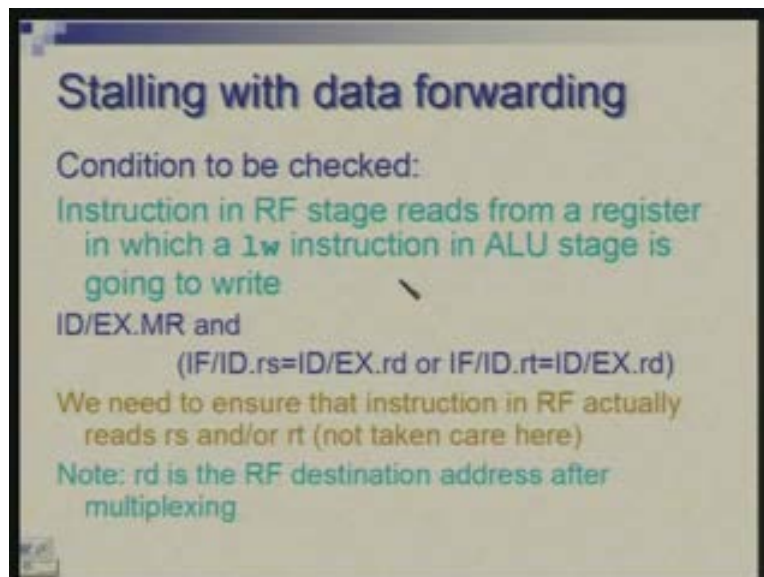 Stalling with data forwarding
Condition to be checked:
Instruction in RF stage reads from a register
in which a lw instruction in ALU stage is
going to write
ID/EX.MR and
(IF/ID.rs=ID/EX.rd or IF/ID.rt=ID/EX.rd)
We need to ensure that instruction in RF actually
reads rs and/or rt (not taken care here)
Note: rd is the RF destination address after
multiplexing